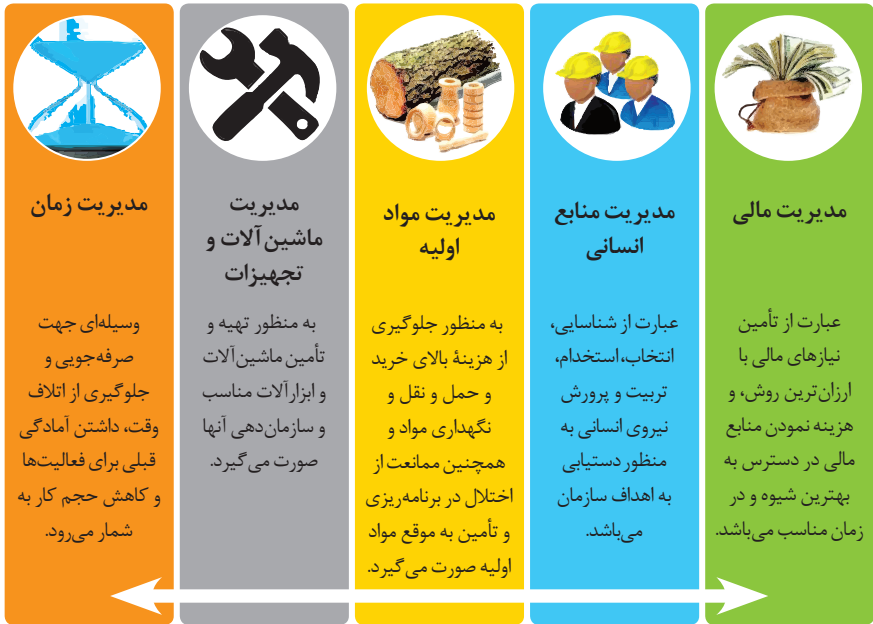 مدیریت مالی
عبارت از تأمین
نیازهای مالی با
ارزان‌ترین روش، و
هزینه نمودن منابع
مالی در دسترس به
بهترین شیوه و در
زمان مناسب می‌باشد.
مدیریت منابع
انسانی
عبارت از شناسایی،
انتخاب،استخدام،
تربیت و پرورش
نیروی انسانی به
منظور دستیابی
به اهداف سازمان
می‌باشد.
مدیریت مواد
اولیه
به منظور جلوگیری
از هزینهٔ بالای خرید
و حمل و نقل و
نگهداری مواد و
همچنین ممانعت از
اختلال در برنامه‌ریزی
و تأمین به موقع مواد
اولیه صورت می‌گیرد.
مدیریت
ماشین‌آلات و
تجهیزات
به منظور تهیه و
تأمین ماشین‌آلات
و ابزارآلات مناسب
و سازمان‌دهی آنها
صورت می‌گیرد.
مدیریت زمان
وسیله‌ای جهت
صرفه‌جویی و
جلوگیری از اتلاف
وقت، داشتن آمادگی
قبلی برای فعالیت‌ها
و کاهش حجم کار به
شمار می‌رود.